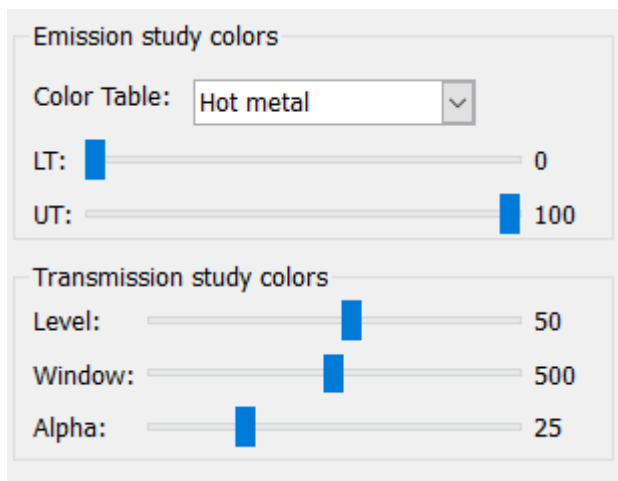 Emission study colors
Color Table: Hot metal
LT: 0
UT: 100
Transmission study colors
Level: 50
Window: 500
Alpha: 25